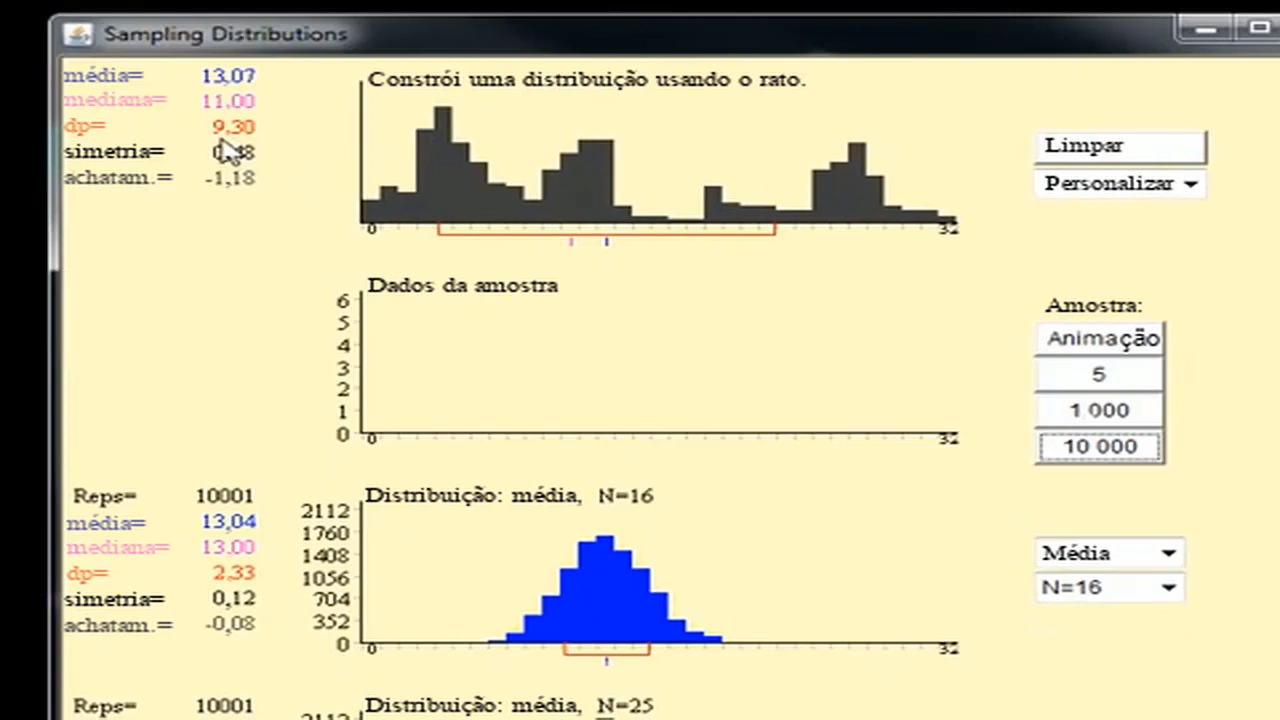 Sampling Distributions
média= 13,07
mediana= 11,00
dp= 9,30
simetria=
achatam.= -1,18
Constrói uma distribuição usando o rato.
0 32
Limpar
Personalizar
Dados da amostra
6
5
4
3
2
1
0
0 32
Amostra:
Animação
5
1 000
10 000
Reps= 10001
média= 13,04
mediana= 13,00
dp= 2,33
simetria= 0,12
achatam.= -0,08
Distribuição: média, N=16
2112
1760
1408
1056
704
352
0
0 32
Média
N=16
Reps= 10001
Distribuição: média, N=25
2112